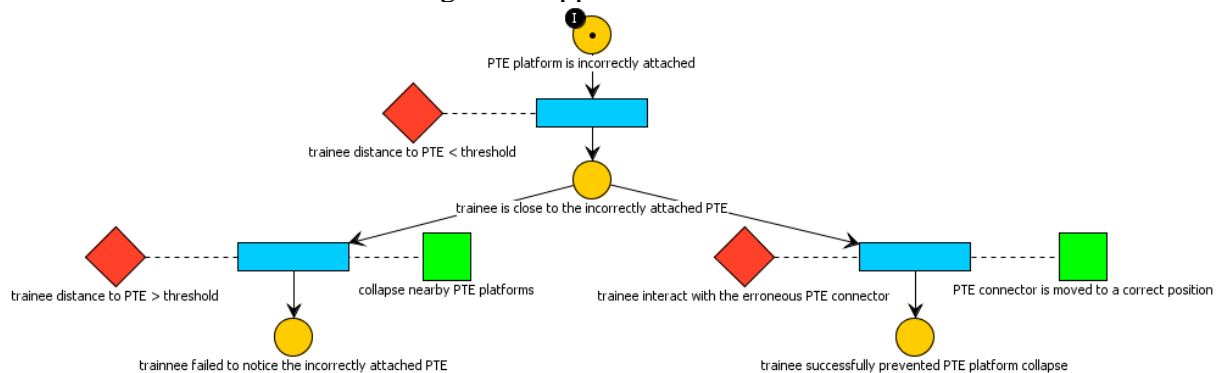 I
PTE platform is incorrectly attached
trainee distance to PTE < threshold
trainee is close to the incorrectly attached PTE
trainee distance to PTE > threshold
collapse nearby PTE platforms
trainee interact with the erroneous PTE connector
PTE connector is moved to a correct position
trainnee failed to notice the incorrectly attached PTE
trainee successfully prevented PTE platform collapse